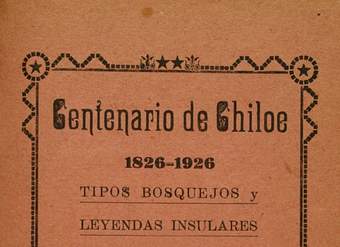 Centenario de Chiloe
1826-1926
TIPOS BOSQUEJOS y
LEYENDAS INSULARES